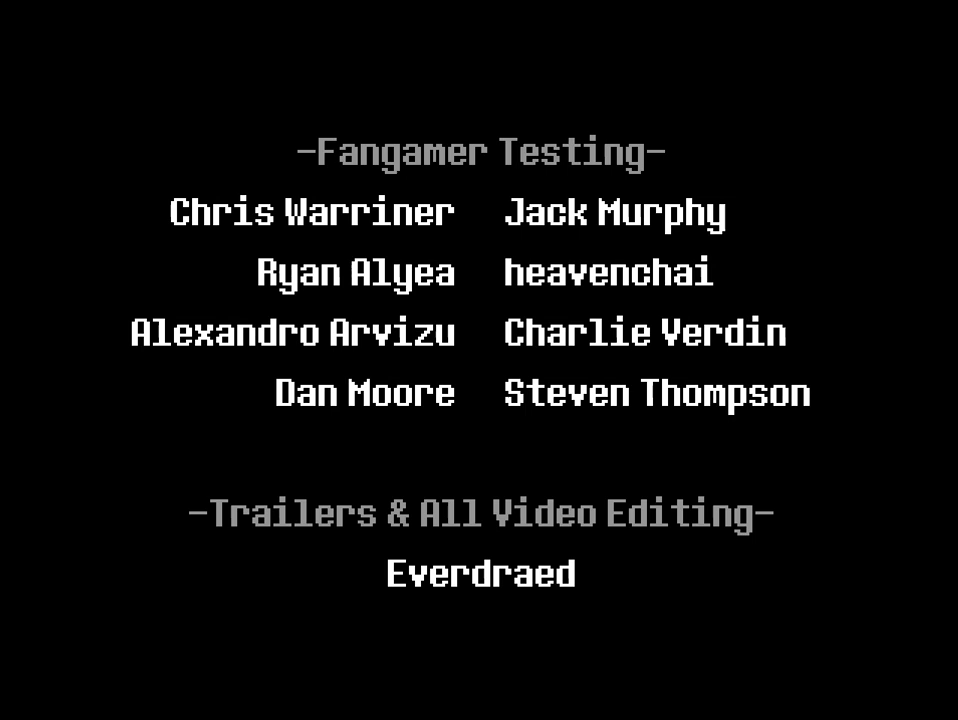 -Fangamer Testing-
Chris Warriner Jack Murphy
Ryan Alyea heavenchai
Alexandro Arvizu Charlie Verdin
Dan Moore Steven Thompson
-Trailers & All Video Editing-
Everdraed